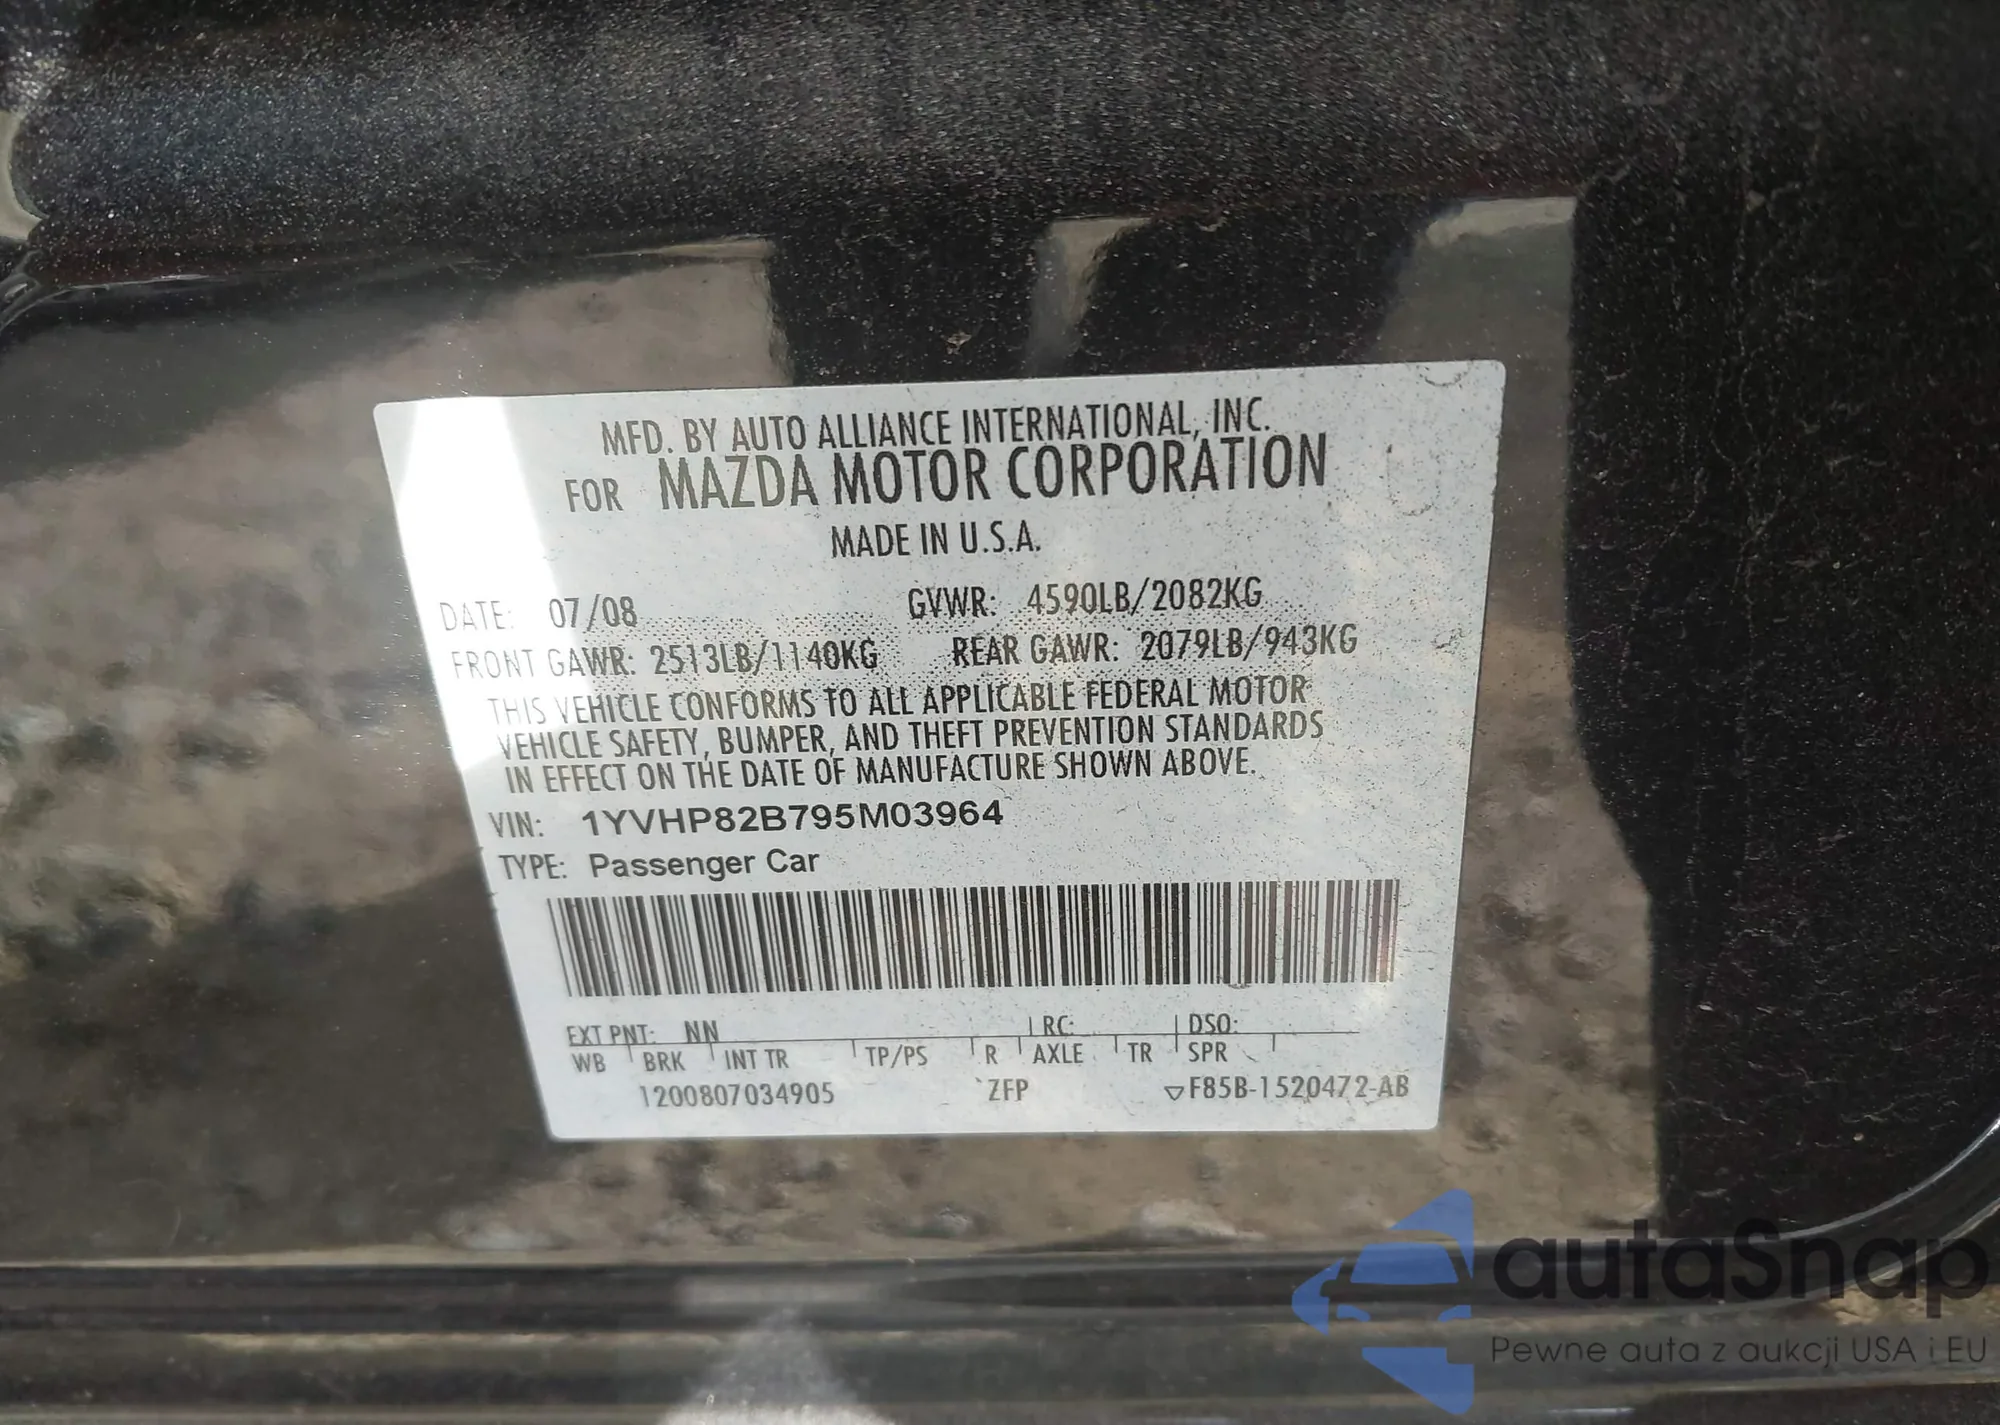 MFD. BY AUTO ALLIANCE INTERNATIONAL, INC.
FOR MAZDA MOTOR CORPORATION
MADE IN U.S.A.
DATE: 07/08 GVWR: 4590LB/2082KG
FRONT GAWR: 2513LB/1140KG REAR GAWR: 2079LB/943KG
THIS VEHICLE CONFORMS TO ALL APPLICABLE FEDERAL MOTOR
VEHICLE SAFETY, BUMPER, AND THEFT PREVENTION STANDARDS
IN EFFECT ON THE DATE OF MANUFACTURE SHOWN ABOVE.
VIN: 1YVHP82B795M03964
TYPE: Passenger Car
EXT PNT: NN RC: DSO:
WB BRK INT TR TP/PS R AXLE TR SPR
1200807034905 ZFP ▽F85B-1520472-AB
autaSnap
Pewne auta z aukcji USA i EU